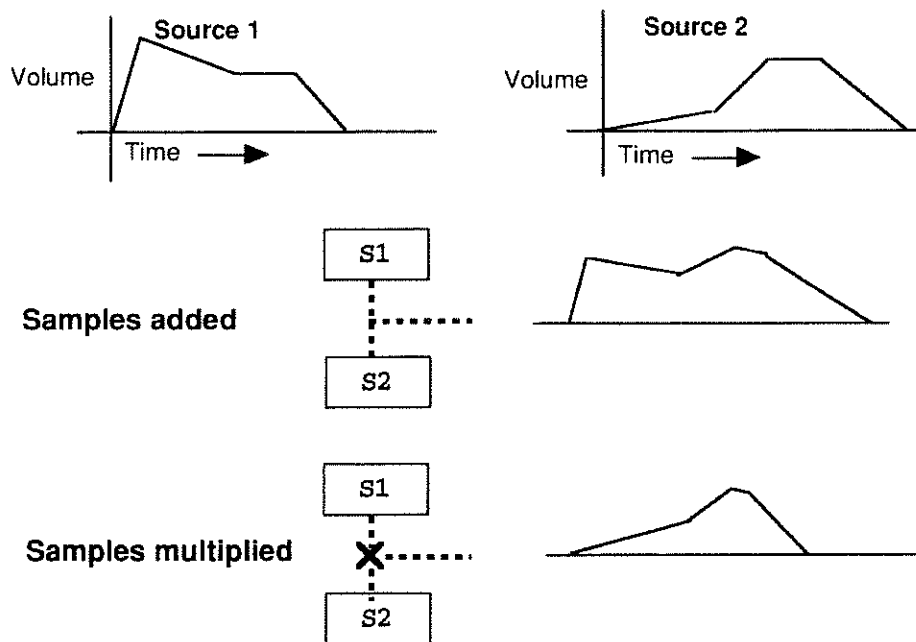 Source 1
Source 2
Volume
Volume
Time
Time
S1
Samples added
S2
S1
Samples multiplied
S2